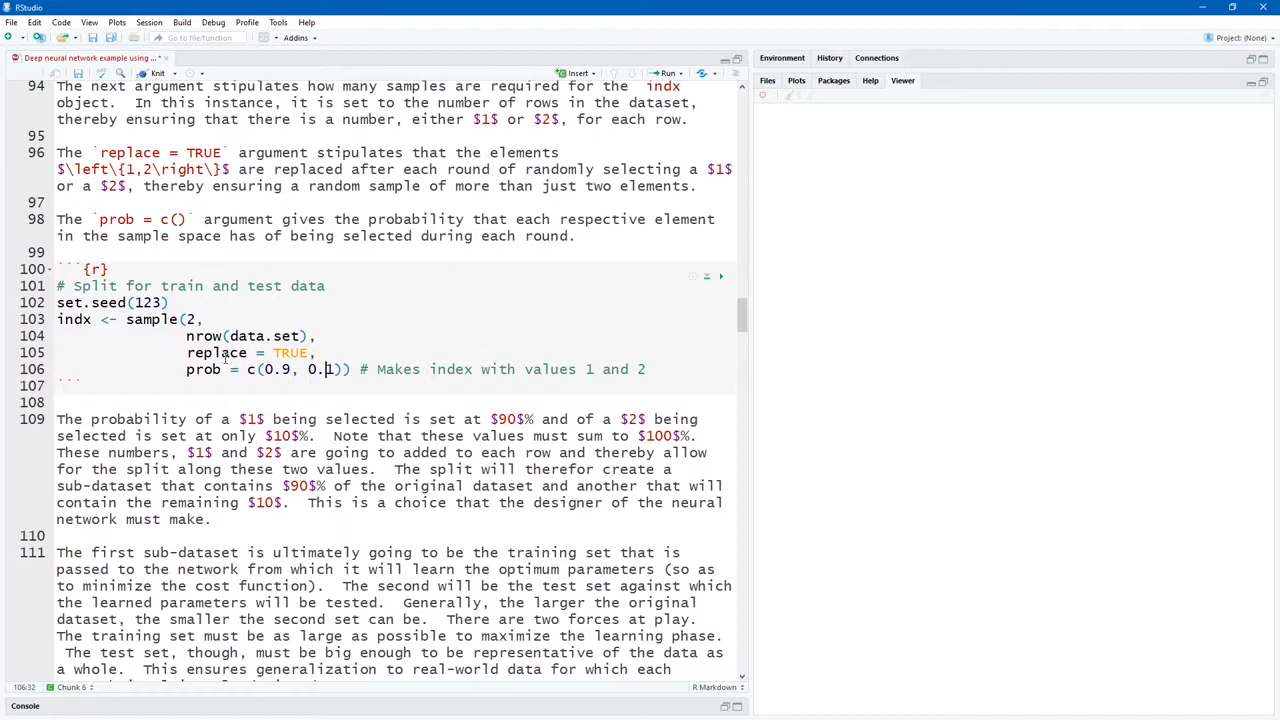 RStudio
File Edit Code View Plots Session Build Debug Profile Tools Help
Go to file/function Addins Project: (None)
Deep neural network example using ...* Environment History Connections
Knit Insert Run Files Plots Packages Help Viewer
94 The next argument stipulates how many samples are required for the `indx`
object.  In this instance, it is set to the number of rows in the dataset,
thereby ensuring that there is a number, either $1$ or $2$, for each row.
95
96 The `replace = TRUE` argument stipulates that the elements
$\left\{1,2\right\}$ are replaced after each round of randomly selecting a $1$
or a $2$, thereby ensuring a random sample of more than just two elements.
97
98 The `prob = c()` argument gives the probability that each respective element
in the sample space has of being selected during each round.
99
100 ```{r}
101 # Split for train and test data
102 set.seed(123)
103 indx <- sample(2,
104 nrow(data.set),
105 replace = TRUE,
106 prob = c(0.9, 0.1)) # Makes index with values 1 and 2
107 ```
108
109 The probability of a $1$ being selected is set at $90$% and of a $2$ being
selected is set at only $10$%.  Note that these values must sum to $100$%.
These numbers, $1$ and $2$ are going to added to each row and thereby allow
for the split along these two values.  The split will therefor create a
sub-dataset that contains $90$% of the original dataset and another that will
contain the remaining $10$.  This is a choice that the designer of the neural
network must make.
110
111 The first sub-dataset is ultimately going to be the training set that is
passed to the network from which it will learn the optimum parameters (so as
to minimize the cost function).  The second will be the test set against which
the learned parameters will be tested.  Generally, the larger the original
dataset, the smaller the second set can be.  There are two forces at play.
The training set must be as large as possible to maximize the learning phase.
The test set, though, must be big enough to be representative of the data as
a whole.  This ensures generalization to real-world data for which each
106:32 Chunk 6 R Markdown
Console